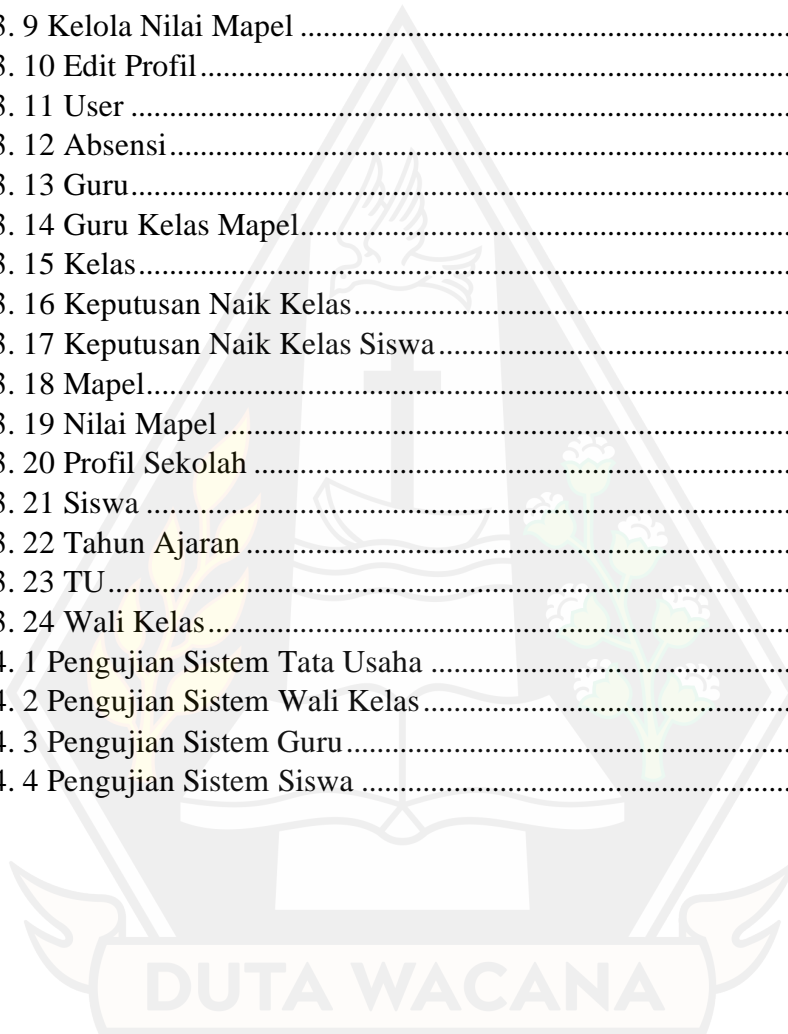 3. 9 Kelola Nilai Mapel ....................................................................
3. 10 Edit Profil....................................................................................
3. 11 User ............................................................................................
3. 12 Absensi.......................................................................................
3. 13 Guru............................................................................................
3. 14 Guru Kelas Mapel.......................................................................
3. 15 Kelas...........................................................................................
3. 16 Keputusan Naik Kelas................................................................
3. 17 Keputusan Naik Kelas Siswa......................................................
3. 18 Mapel..........................................................................................
3. 19 Nilai Mapel ................................................................................
3. 20 Profil Sekolah ............................................................................
3. 21 Siswa ..........................................................................................
3. 22 Tahun Ajaran .............................................................................
3. 23 TU...............................................................................................
3. 24 Wali Kelas..................................................................................
4. 1 Pengujian Sistem Tata Usaha ......................................................
4. 2 Pengujian Sistem Wali Kelas.......................................................
4. 3 Pengujian Sistem Guru.................................................................
4. 4 Pengujian Sistem Siswa ...............................................................
DUTA WACANA